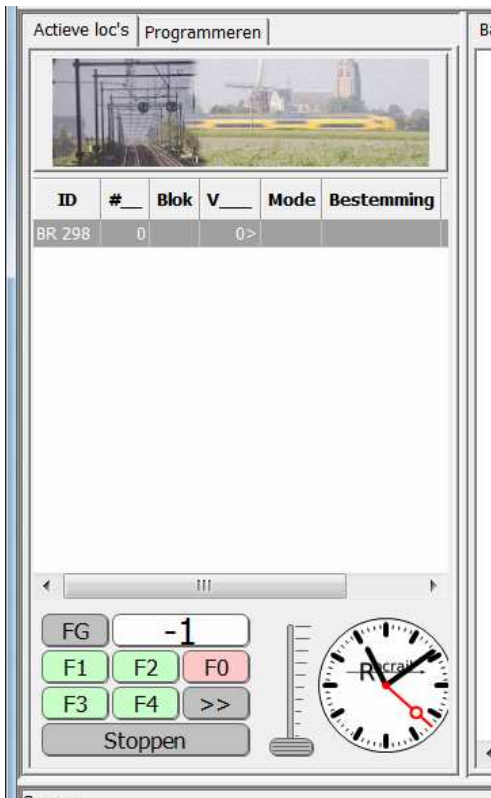 Actieve loc's Programmeren
ID #__ Blok V___ Mode Bestemming
BR 298 0 0>
FG -1
F1 F2 F0
F3 F4 >>
Stoppen
Rocrail